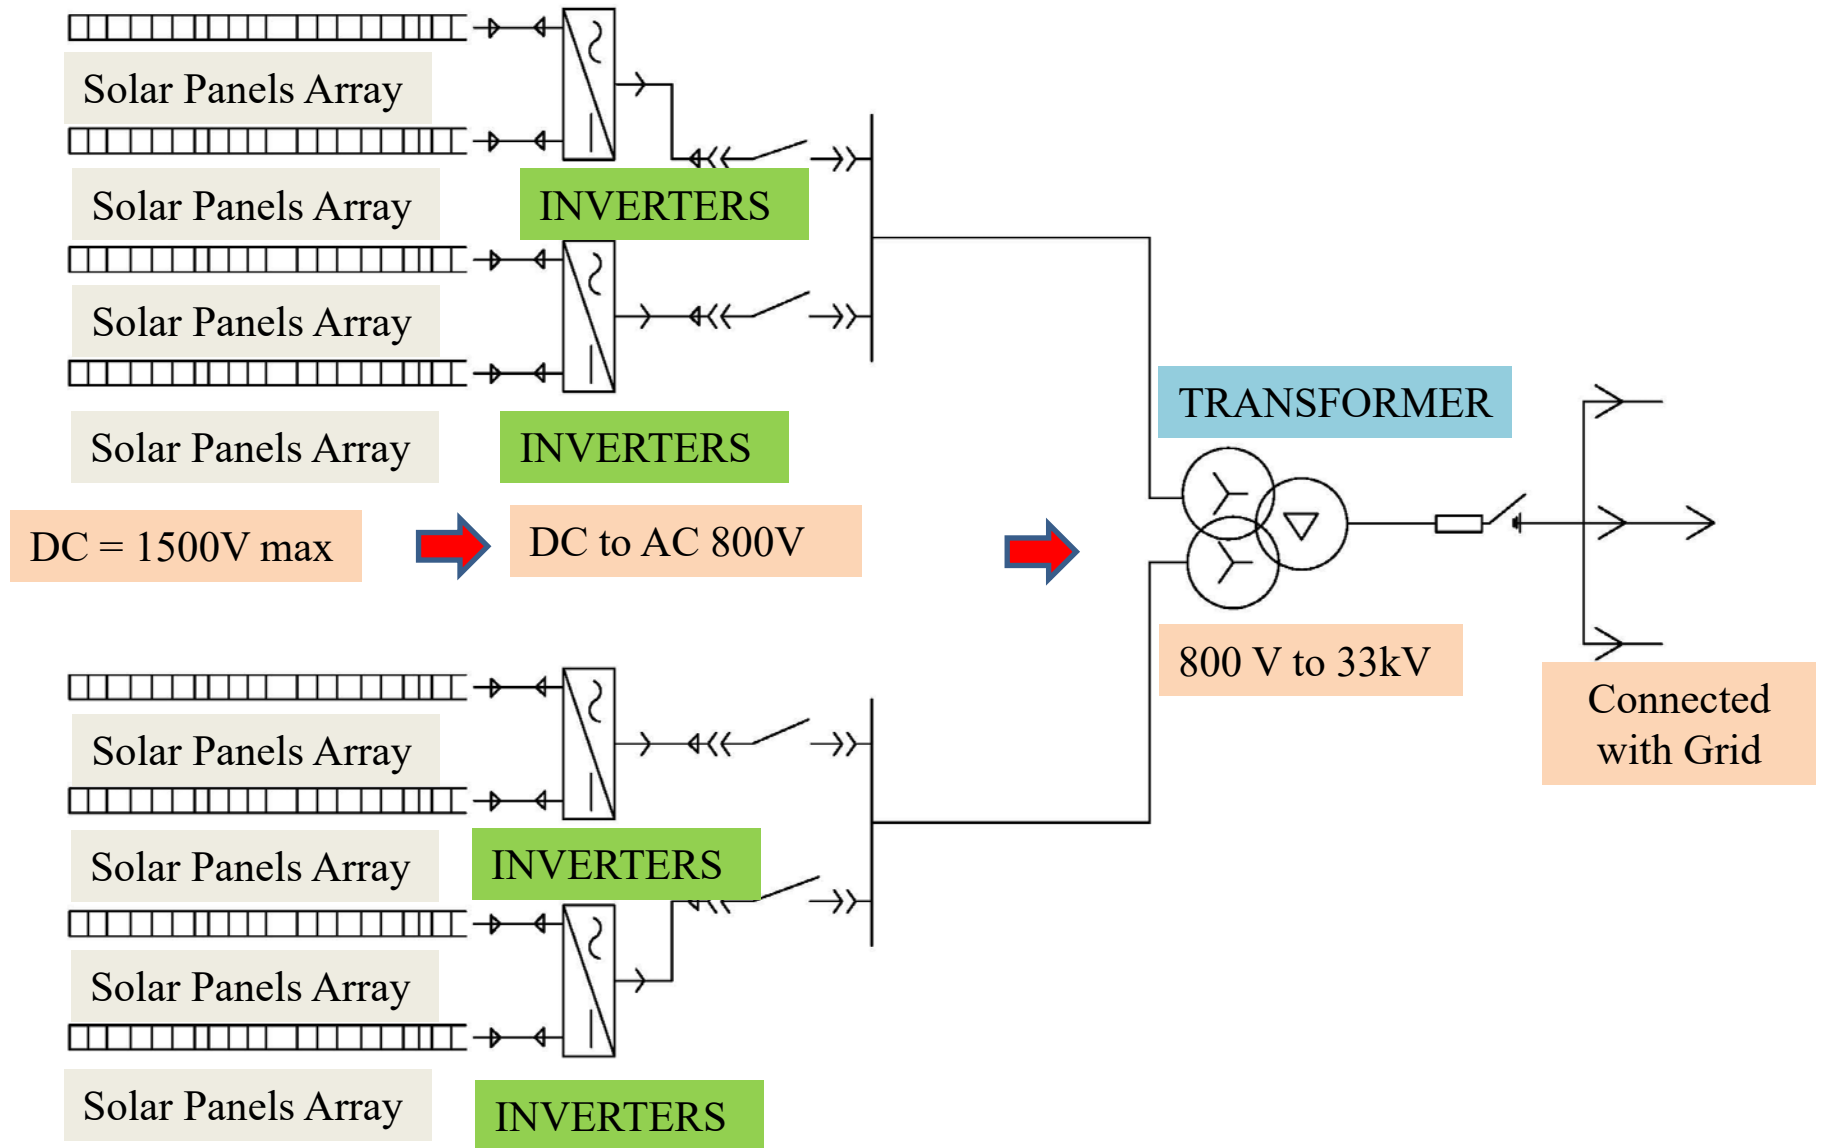 Solar Panels Array
Solar Panels Array
INVERTERS
Solar Panels Array
TRANSFORMER
Solar Panels Array
INVERTERS
DC = 1500V max
DC to AC 800V
800 V to 33kV
Connected
with Grid
Solar Panels Array
Solar Panels Array
INVERTERS
Solar Panels Array
Solar Panels Array
INVERTERS